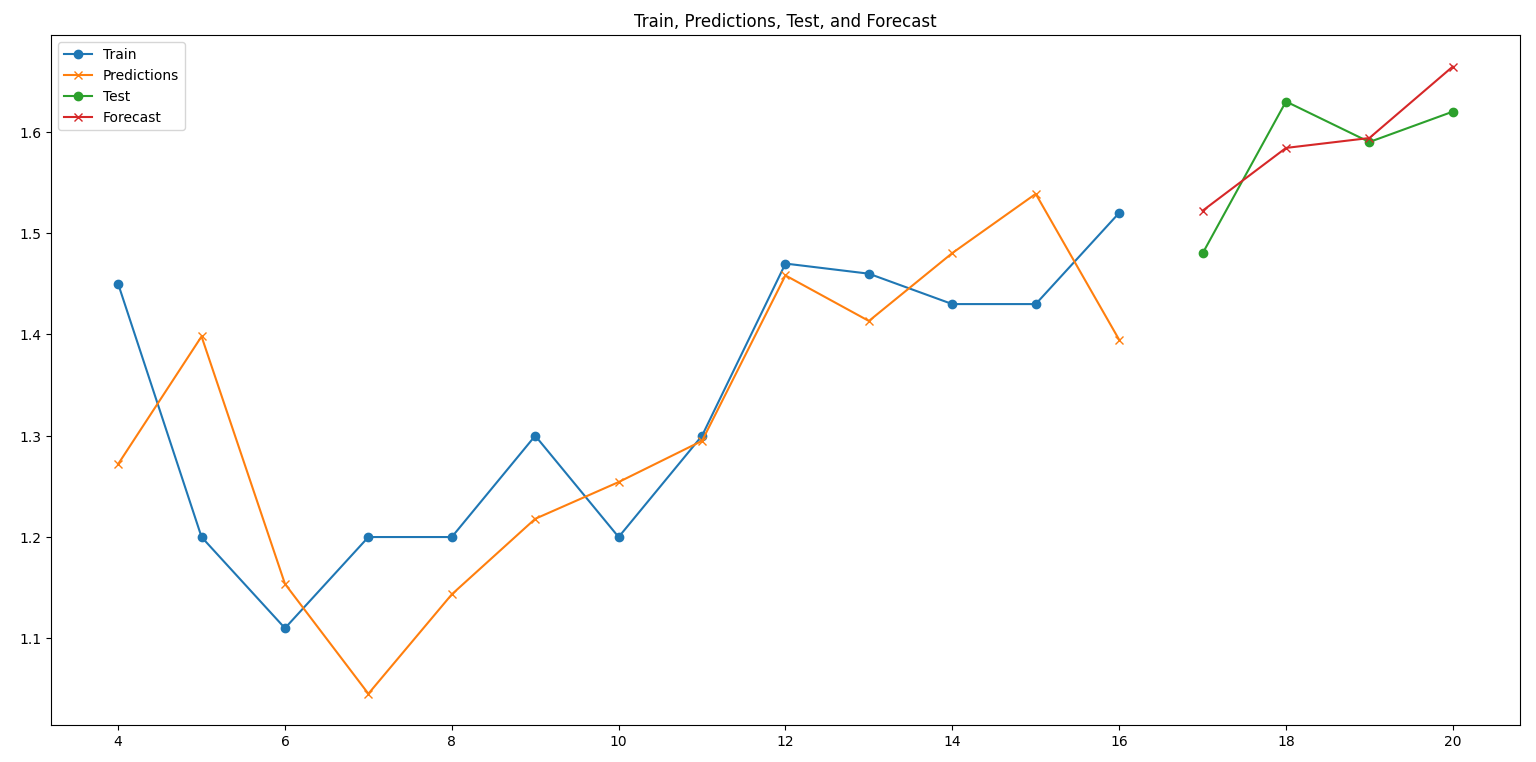 Train, Predictions, Test, and Forecast
Train
Predictions
Test
Forecast
1.6
1.5
1.4
1.3
1.2
1.1
4 6 8 10 12 14 16 18 20